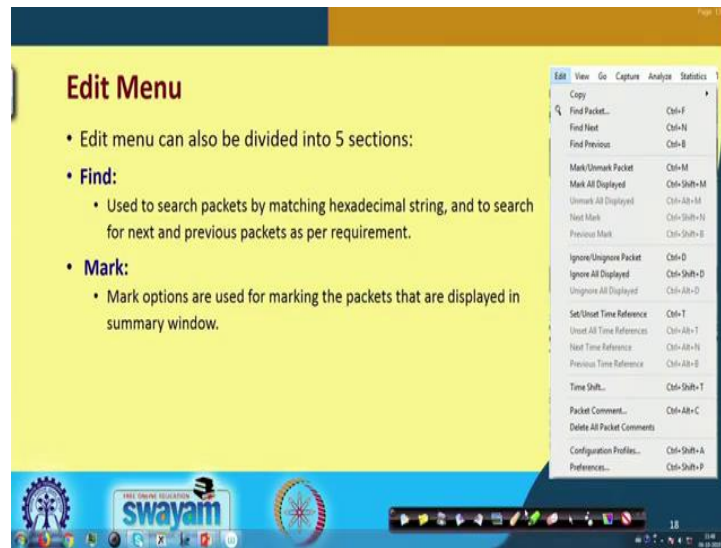 Edit Menu
• Edit menu can also be divided into 5 sections:
• Find:
• Used to search packets by matching hexadecimal string, and to search
for next and previous packets as per requirement.
• Mark:
• Mark options are used for marking the packets that are displayed in
summary window.
Edit View Go Capture Analyze Statistics
Copy
Find Packet... Ctrl+F
Find Next Ctrl+N
Find Previous Ctrl+B
Mark/Unmark Packet Ctrl+M
Mark All Displayed Ctrl+Shift+M
Unmark All Displayed Ctrl+Alt+M
Next Mark Ctrl+Shift+N
Previous Mark Ctrl+Shift+B
Ignore/Unignore Packet Ctrl+D
Ignore All Displayed Ctrl+Shift+D
Unignore All Displayed Ctrl+Alt+D
Set/Unset Time Reference Ctrl+T
Unset All Time References Ctrl+Alt+T
Next Time Reference Ctrl+Alt+N
Previous Time Reference Ctrl+Alt+B
Time Shift... Ctrl+Shift+T
Packet Comment... Ctrl+Alt+C
Delete All Packet Comments
Configuration Profiles... Ctrl+Shift+A
Preferences... Ctrl+Shift+P
FREE ONLINE EDUCATION
swayam
18